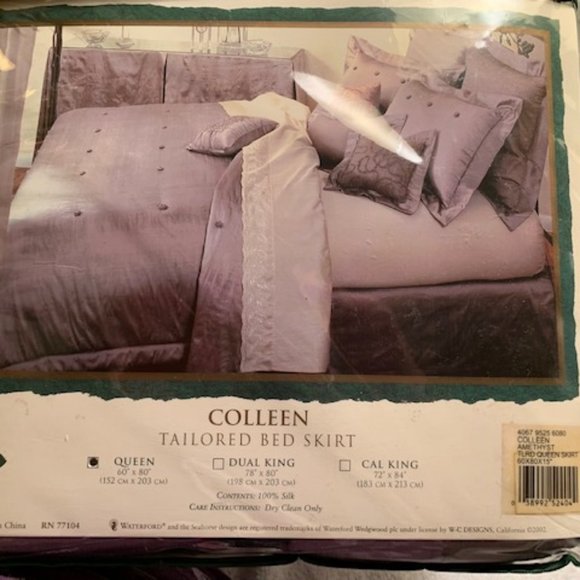 COLLEEN
TAILORED BED SKIRT
QUEEN
60" x 80"
(152 CM x 203 CM)
DUAL KING
78" x 80"
(198 CM x 203 CM)
CAL KING
72" x 84"
(183 CM x 213 CM)
CONTENTS: 100% Silk
CARE INSTRUCTIONS: Dry Clean Only
China RN 77104 WATERFORD® and the Seahorse design are registered trademarks of Waterford Wedgwood plc under license by W-C DESIGNS, California ©2002.
4067 9525 6080
COLLEEN
AMETHYST
TLRD QUEEN SKIRT
60X80X15"
58992 52404